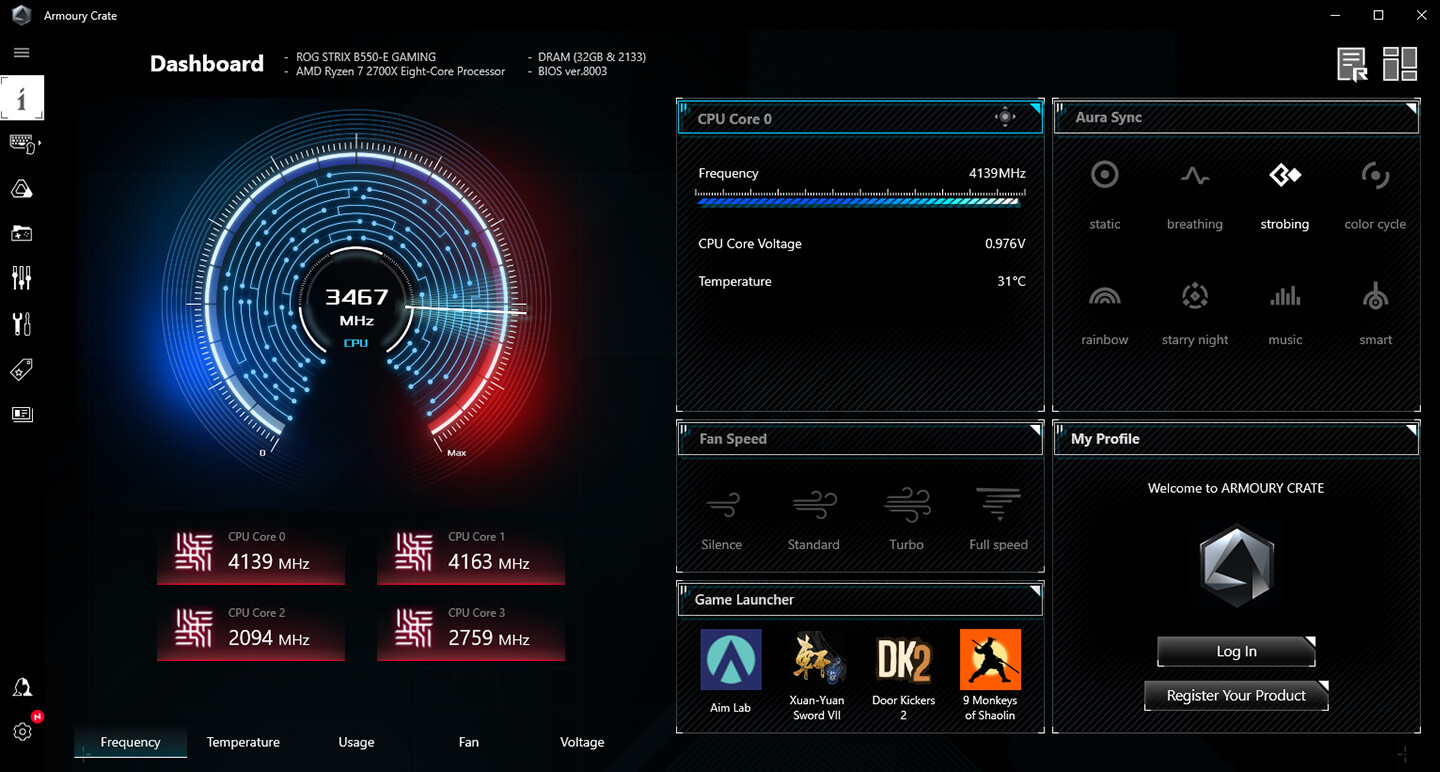 Armoury Crate
Dashboard
- ROG STRIX B550-E GAMING
- AMD Ryzen 7 2700X Eight-Core Processor
- DRAM (32GB & 2133)
- BIOS ver.8003
3467
MHz
CPU
0
Max
CPU Core 0
4139 MHz
CPU Core 1
4163 MHz
CPU Core 2
2094 MHz
CPU Core 3
2759 MHz
Frequency
Temperature
Usage
Fan
Voltage
N
CPU Core 0
Frequency 4139MHz
CPU Core Voltage 0.976V
Temperature 31°C
Aura Sync
static
breathing
strobing
color cycle
rainbow
starry night
music
smart
Fan Speed
Silence
Standard
Turbo
Full speed
Game Launcher
Aim Lab
軒
Xuan-Yuan
Sword VII
DK2
Door Kickers
2
9 Monkeys
of Shaolin
My Profile
Welcome to ARMOURY CRATE
Log In
Register Your Product